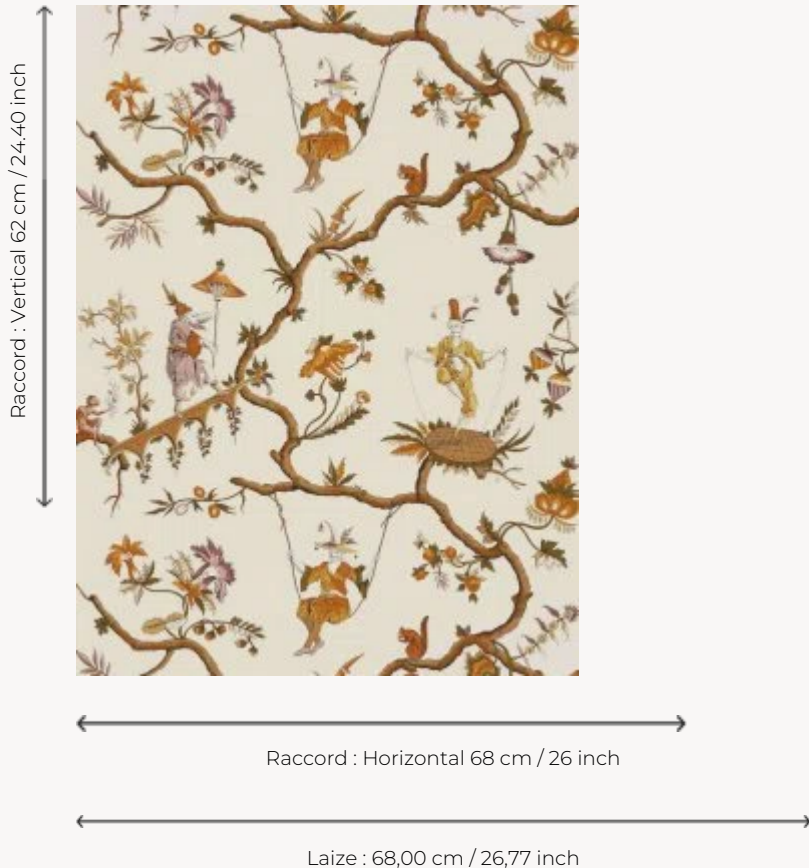 Raccord : Vertical 62 cm / 24.40 inch
Raccord : Horizontal 68 cm / 26 inch
Laize : 68,00 cm / 26,77 inch